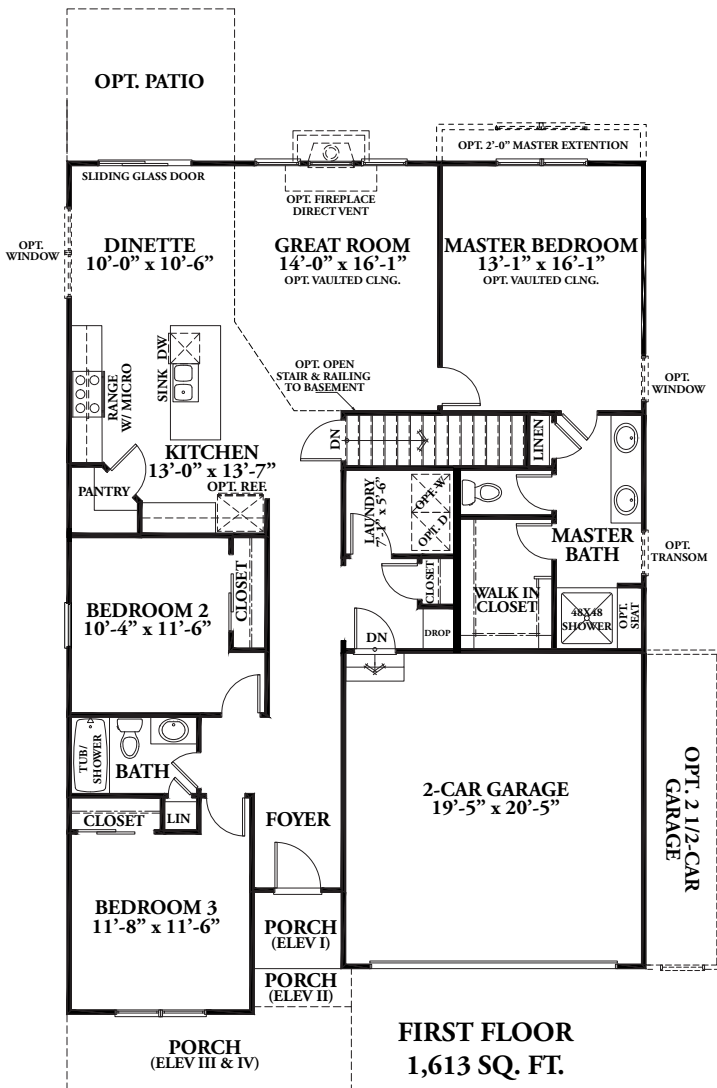 OPT. PATIO
OPT. 2'-0" MASTER EXTENTION
SLIDING GLASS DOOR
OPT. FIREPLACE
DIRECT VENT
OPT.
WINDOW
DINETTE
10'-0" x 10'-6"
GREAT ROOM
14'-0" x 16'-1"
OPT. VAULTED CLNG.
MASTER BEDROOM
13'-1" x 16'-1"
OPT. VAULTED CLNG.
RANGE
W/ MICRO
SINK DW
OPT. OPEN
STAIR & RAILING
TO BASEMENT
OPT.
WINDOW
DN
LINEN
KITCHEN
13'-0" x 13'-7"
OPT. REF.
PANTRY
LAUNDRY
7'-1" x 5'-6"
OPT. W.
OPT. D.
MASTER
BATH
OPT.
TRANSOM
BEDROOM 2
10'-4" x 11'-6"
CLOSET
CLOSET
WALK IN
CLOSET
48X48
SHOWER
OPT.
SEAT
DN
DROP
TUB/
SHOWER
BATH
CLOSET
LIN
FOYER
2-CAR GARAGE
19'-5" x 20'-5"
OPT. 2 1/2-CAR
GARAGE
BEDROOM 3
11'-8" x 11'-6"
PORCH
(ELEV I)
PORCH
(ELEV II)
PORCH
(ELEV III & IV)
FIRST FLOOR
1,613 SQ. FT.